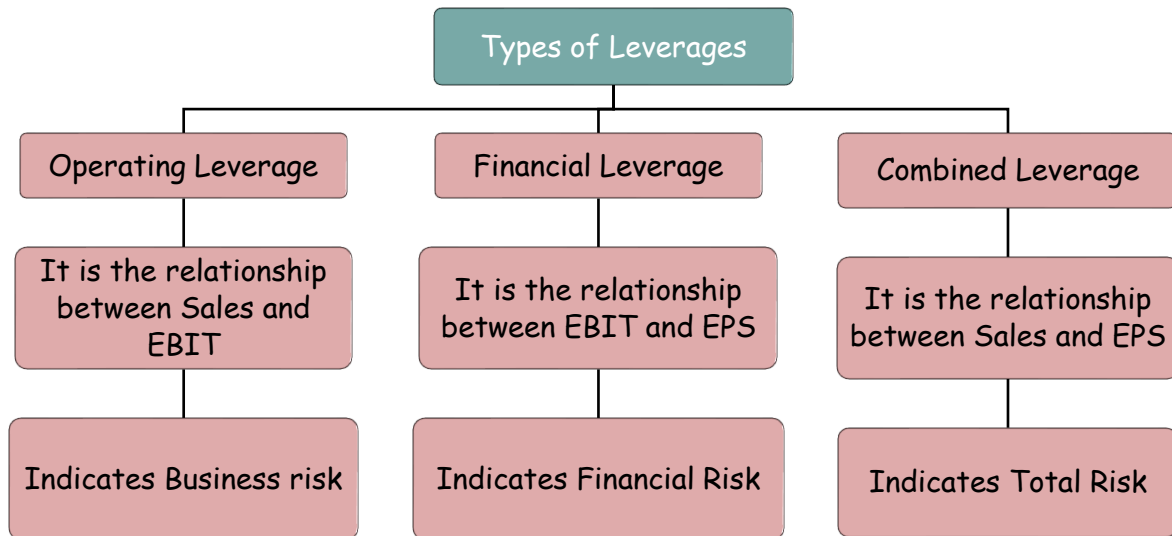 Types of Leverages
Operating Leverage
Financial Leverage
Combined Leverage
It is the relationship
between Sales and
EBIT
It is the relationship
between EBIT and EPS
It is the relationship
between Sales and EPS
Indicates Business risk
Indicates Financial Risk
Indicates Total Risk